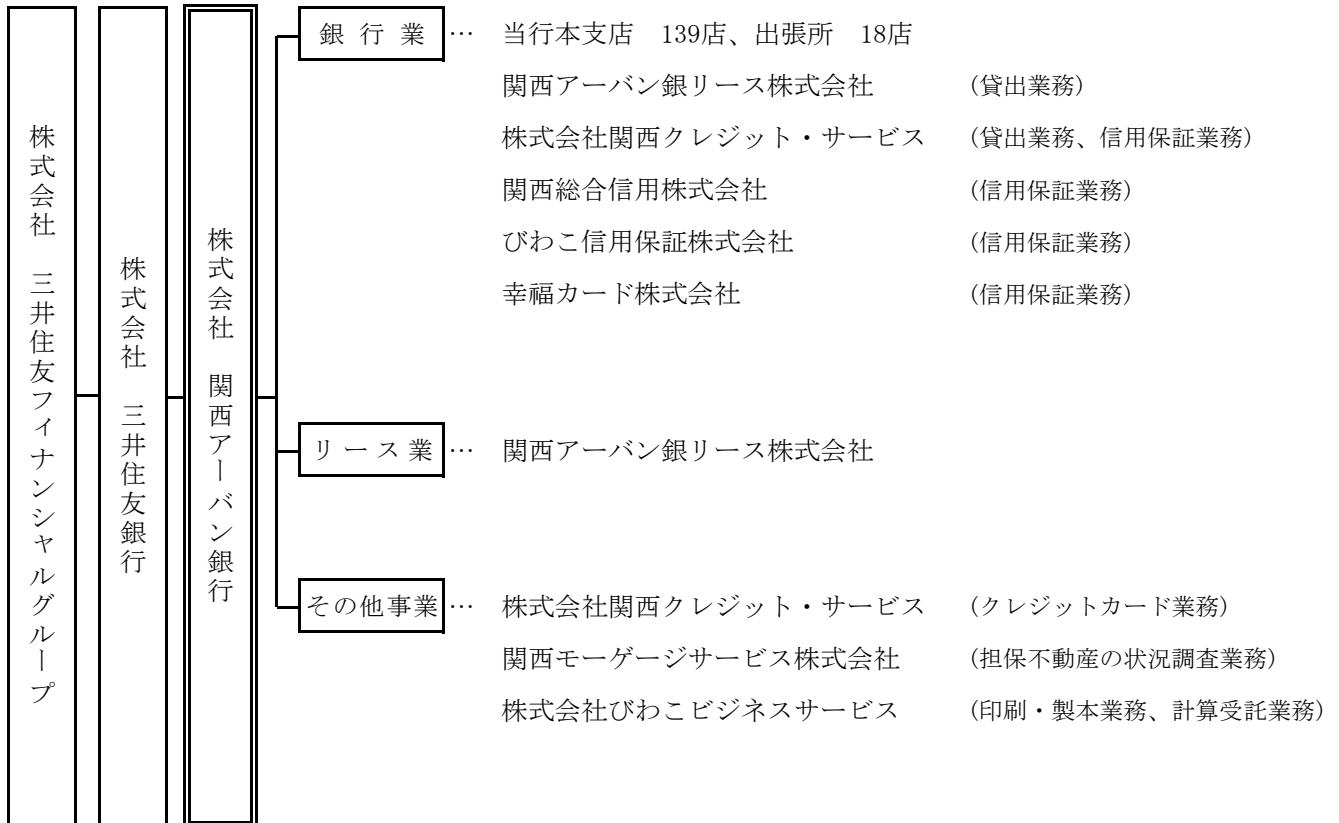 株式会社　三井住友フィナンシャルグループ
株式会社　三井住友銀行
株式会社　関西アーバン銀行
銀行業 … 当行本支店　139店、出張所　18店
関西アーバン銀リース株式会社 (貸出業務)
株式会社関西クレジット・サービス (貸出業務、信用保証業務)
関西総合信用株式会社 (信用保証業務)
びわこ信用保証株式会社 (信用保証業務)
幸福カード株式会社 (信用保証業務)
リース業 … 関西アーバン銀リース株式会社
その他事業 … 株式会社関西クレジット・サービス (クレジットカード業務)
関西モーゲージサービス株式会社 (担保不動産の状況調査業務)
株式会社びわこビジネスサービス (印刷・製本業務、計算受託業務)